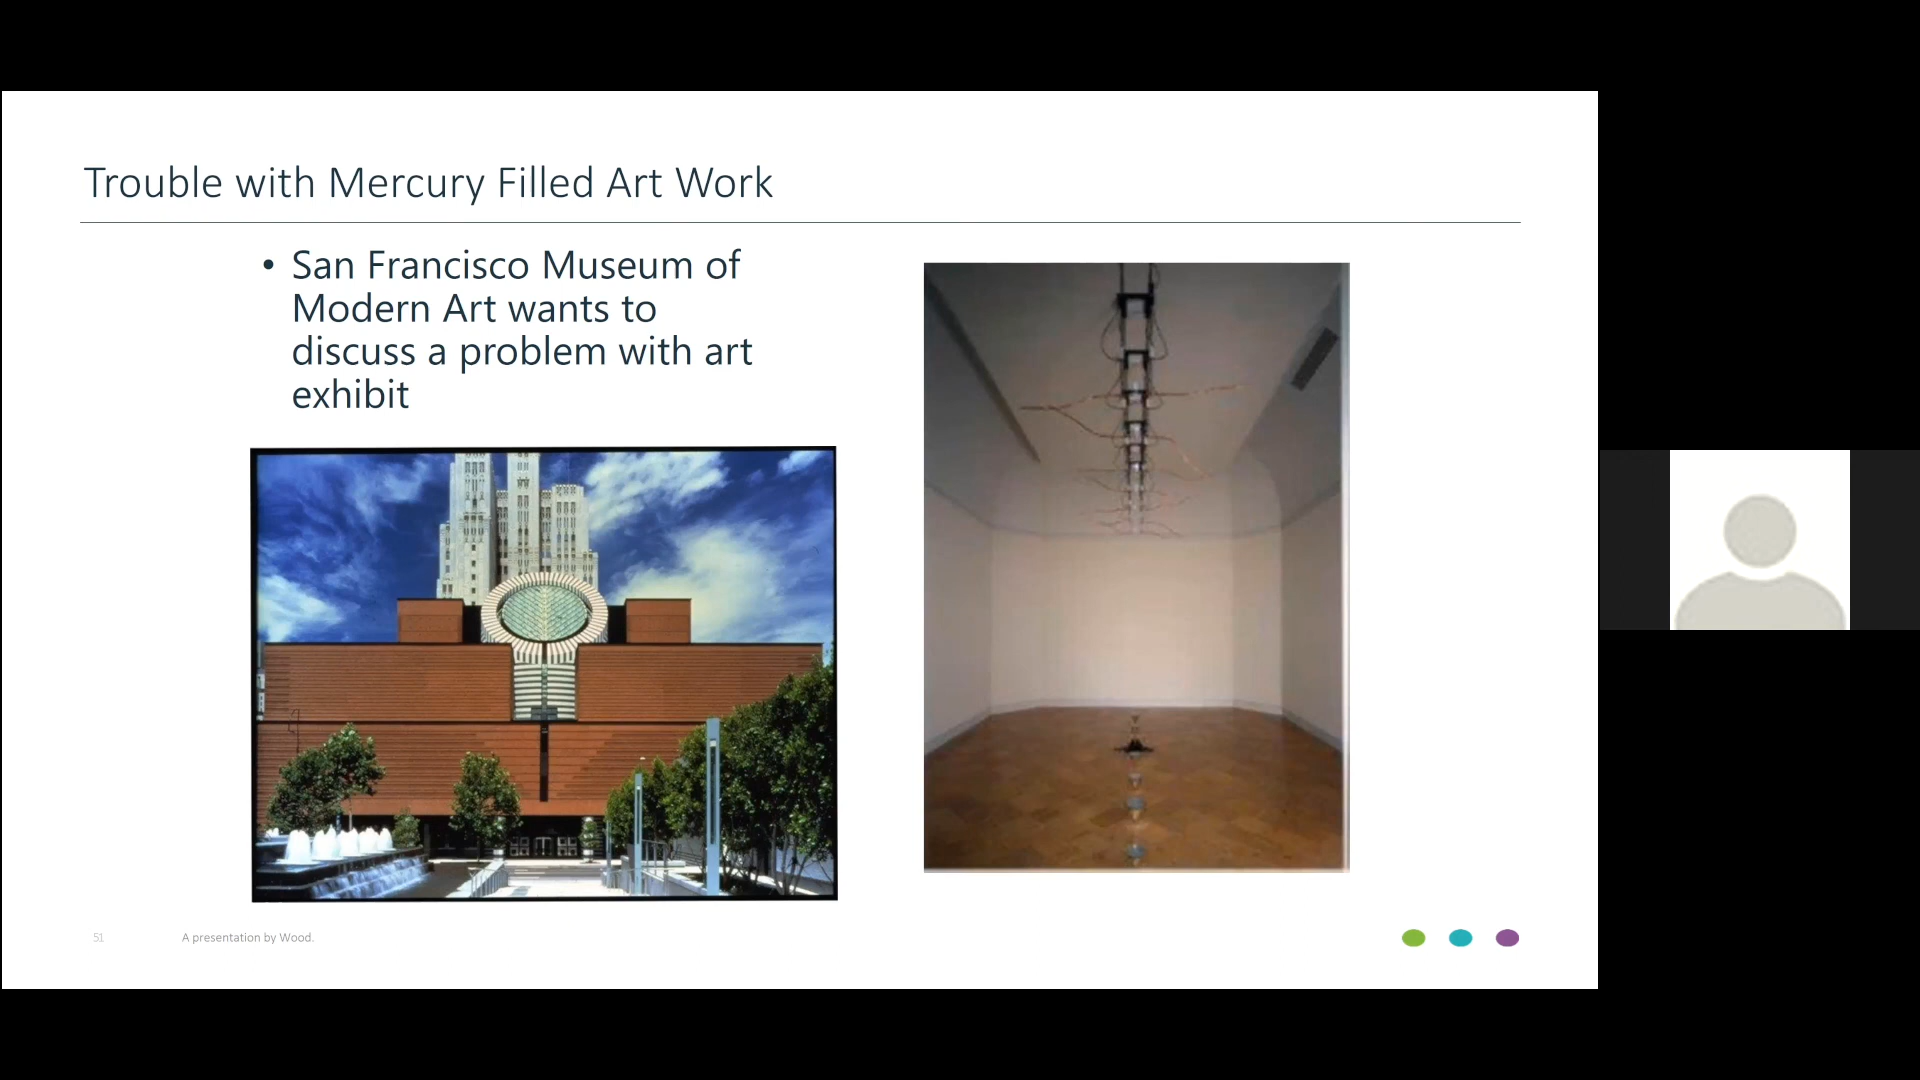 Trouble with Mercury Filled Art Work
• San Francisco Museum of
Modern Art wants to
discuss a problem with art
exhibit
51
A presentation by Wood.